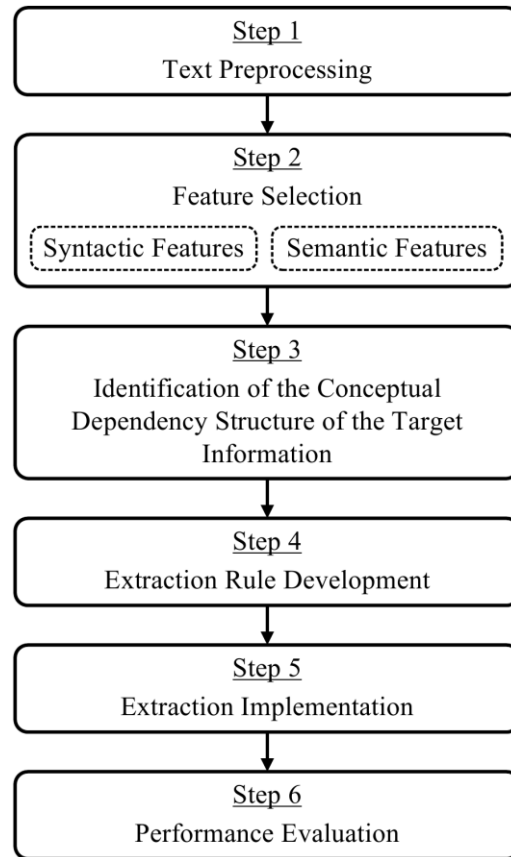 Step 1
Text Preprocessing
Step 2
Feature Selection
Syntactic Features
Semantic Features
Step 3
Identification of the Conceptual
Dependency Structure of the Target
Information
Step 4
Extraction Rule Development
Step 5
Extraction Implementation
Step 6
Performance Evaluation